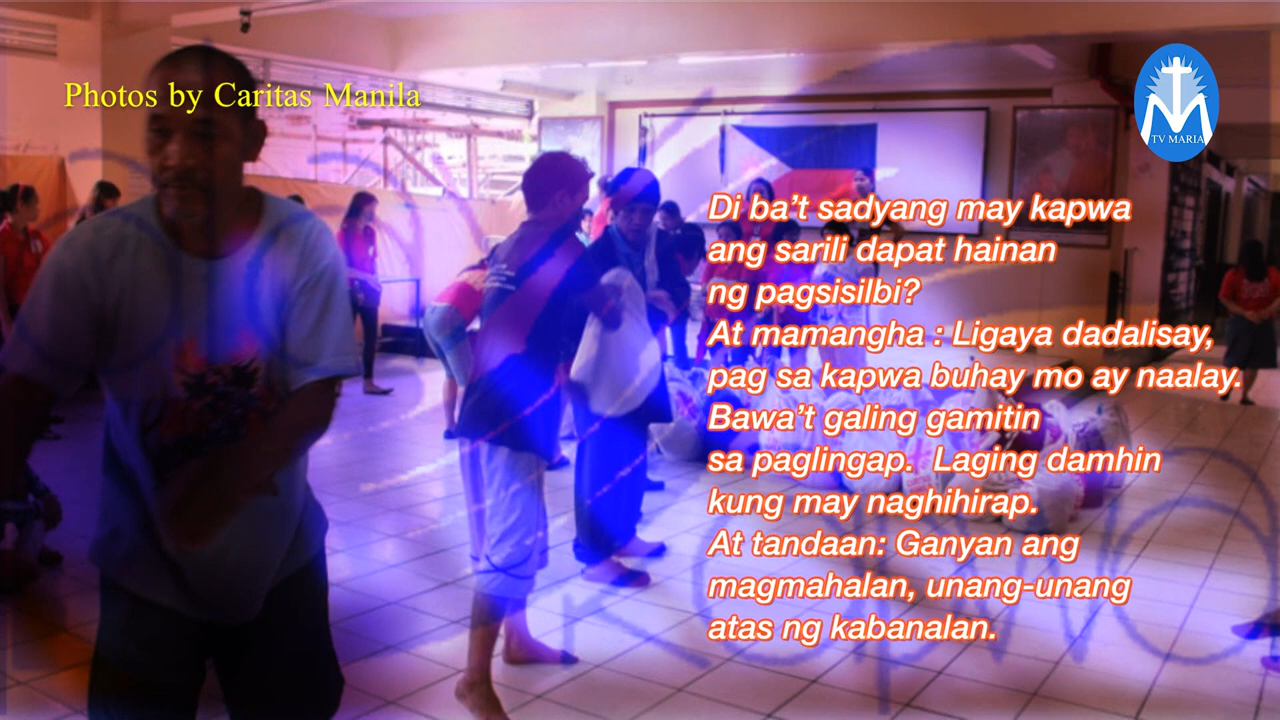 Photos by Caritas Manila
TV MARIA
Di ba't sadyang may kapwa
ang sarili dapat hainan
ng pagsisilbi?
At mamangha : Ligaya dadalisay,
pag sa kapwa buhay mo ay naalay.
Bawa't galing gamitin
sa paglingap.  Laging damhin
kung may naghihirap.
At tandaan: Ganyan ang
magmahalan, unang-unang
atas ng kabanalan.